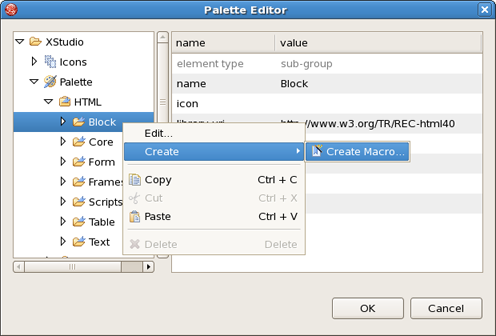 Palette Editor
XStudio
Icons
Palette
HTML
Block
Core
Form
Frames
Scripts
Table
Text
name value
element type sub-group
name Block
icon
http://www.w3.org/TR/REC-html40
Edit...
Create
Create Macro...
Copy Ctrl + C
Cut Ctrl + X
Paste Ctrl + V
Delete Delete
OK
Cancel